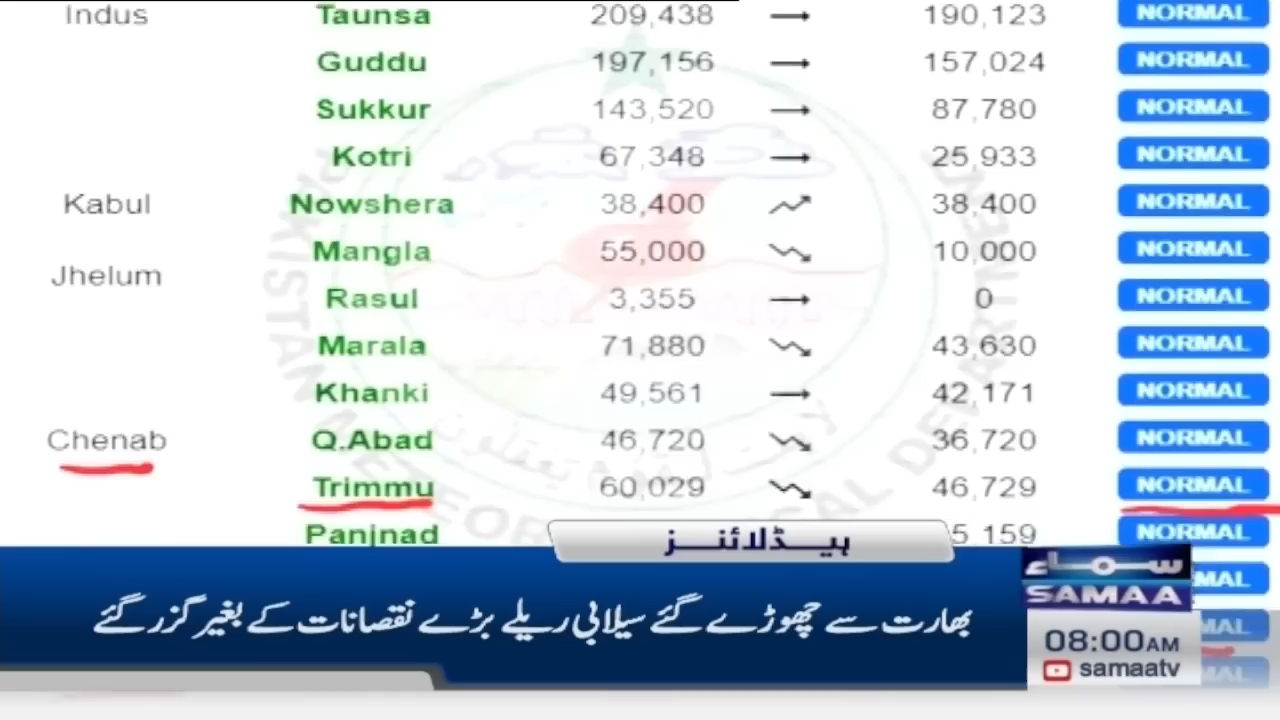 Indus Taunsa 209,438 → 190,123 NORMAL
Guddu 197,156 → 157,024 NORMAL
Sukkur 143,520 → 87,780 NORMAL
Kotri 67,348 → 25,933 NORMAL
Kabul Nowshera 38,400 38,400 NORMAL
Mangla 55,000 10,000 NORMAL
Jhelum
Rasul 3,355 → 0 NORMAL
Marala 71,880 43,630 NORMAL
Khanki 49,561 → 42,171 NORMAL
Chenab Q.Abad 46,720 36,720 NORMAL
Trimmu 60,029 46,729 NORMAL
Panjnad 5,159 NORMAL
ہیڈلائنز
سماء
SAMAA
بھارت سے چھوڑے گئے سیلابی ریلے بڑے نقصانات کے بغیر گزر گئے
08:00AM
samaatv